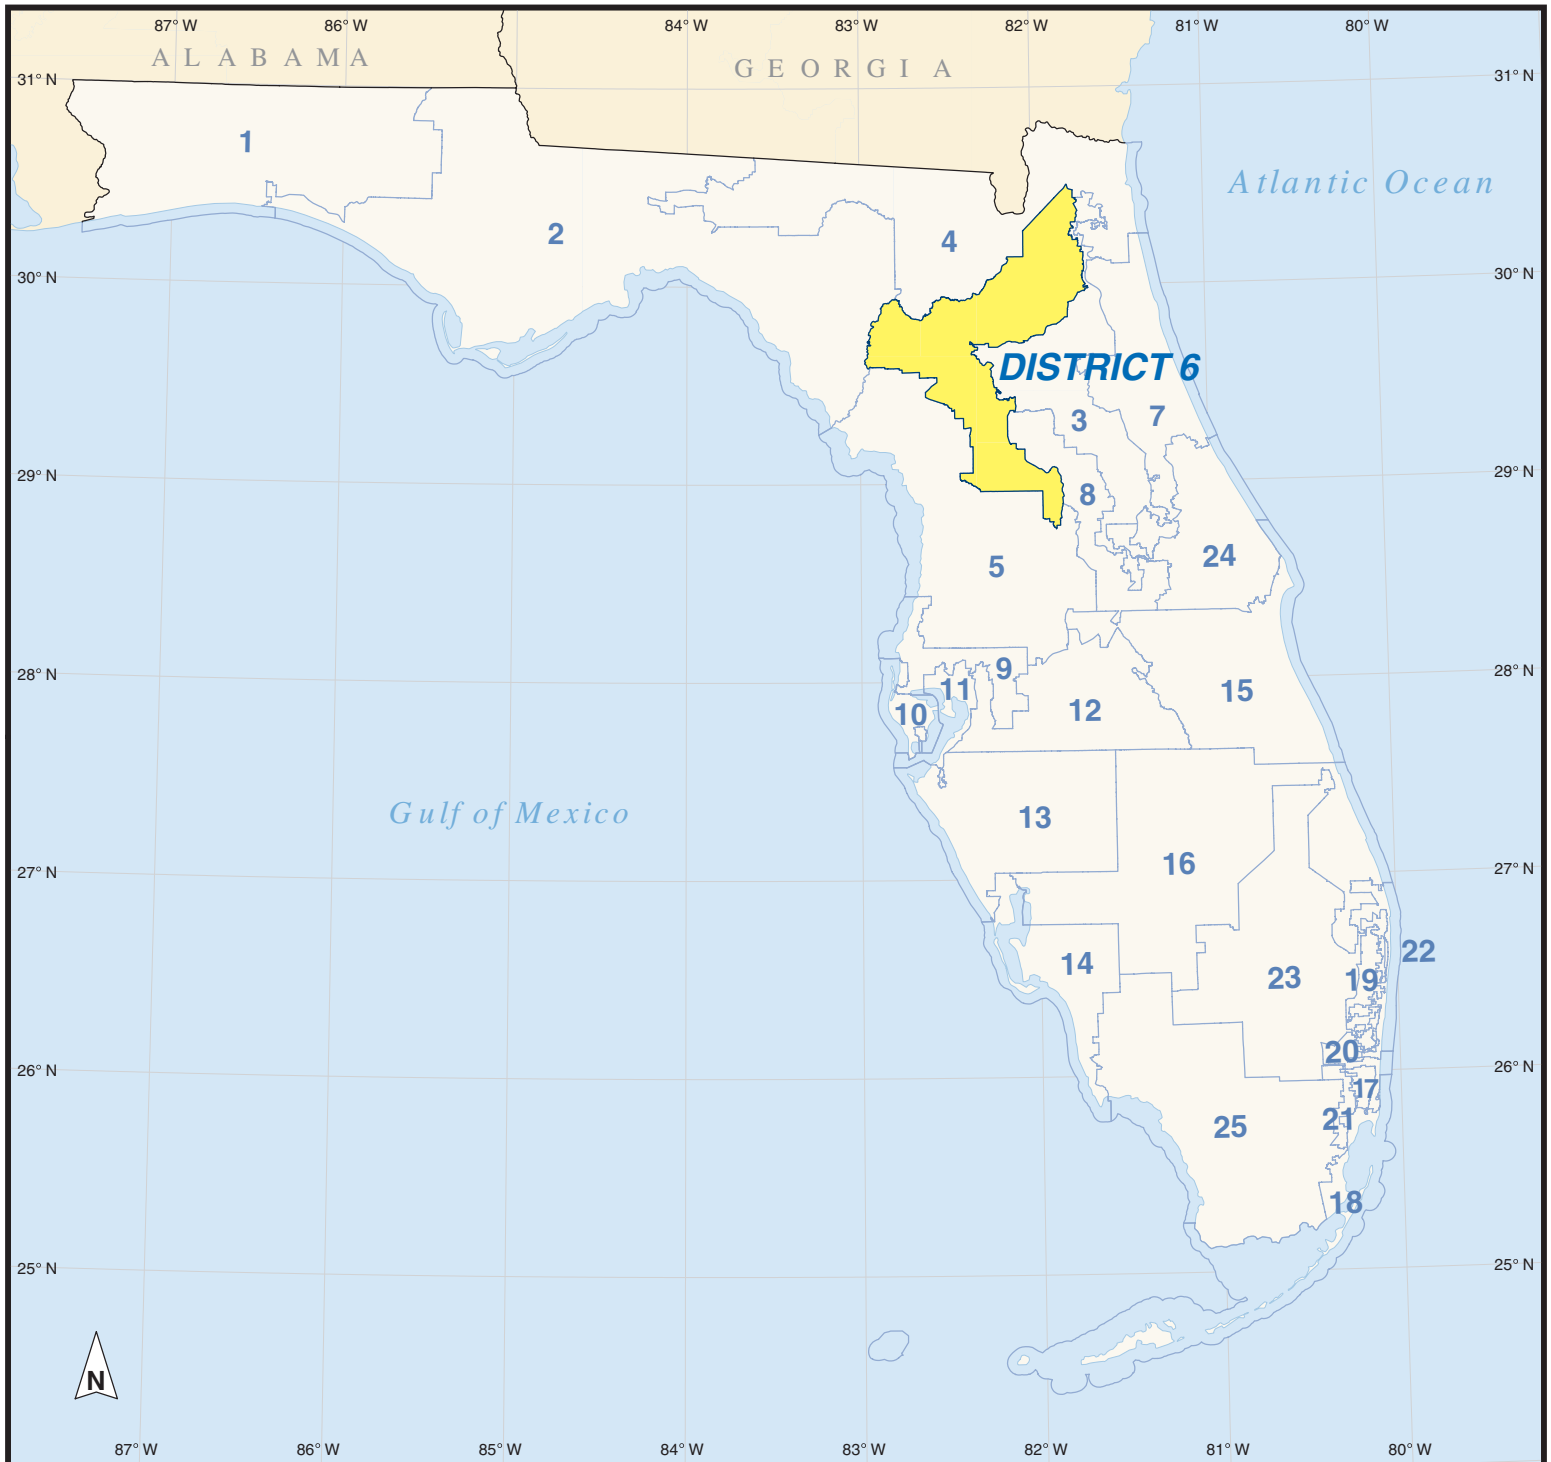 87° W 86° W 84° W 83° W 82° W 81° W 80° W
ALABAMA
GEORGIA
31° N 31° N
1
Atlantic Ocean
2 4
30° N 30° N
DISTRICT 6
3 7
29° N 29° N
8
5 24
28° N 28° N
9
11 15
10 12
Gulf of Mexico
13
16
27° N 27° N
22
14 23 19
20
26° N 26° N
17
25 21
18
25° N 25° N
N
87° W 86° W 85° W 84° W 83° W 82° W 81° W 80° W